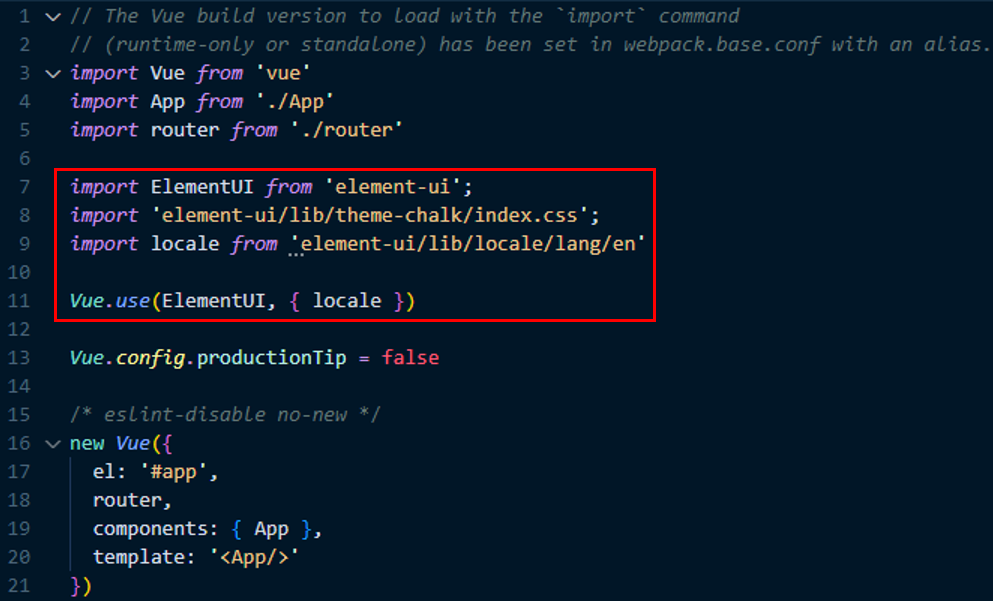 1 // The Vue build version to load with the `import` command
2 // (runtime-only or standalone) has been set in webpack.base.conf with an alias.
3 import Vue from 'vue'
4 import App from './App'
5 import router from './router'
6
7 import ElementUI from 'element-ui';
8 import 'element-ui/lib/theme-chalk/index.css';
9 import locale from 'element-ui/lib/locale/lang/en'
10
11 Vue.use(ElementUI, { locale })
12
13 Vue.config.productionTip = false
14
15 /* eslint-disable no-new */
16 new Vue({
17   el: '#app',
18   router,
19   components: { App },
20   template: '<App/>'
21 })